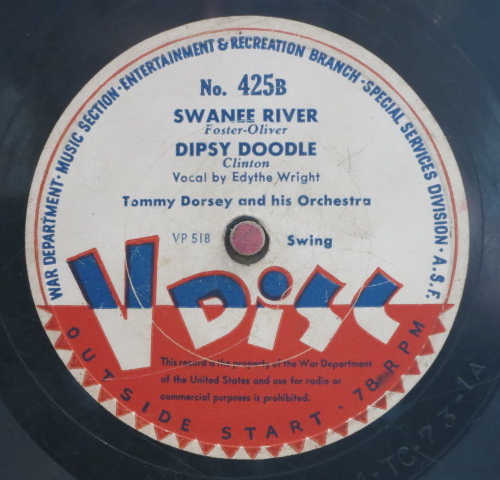 WAR DEPARTMENT · MUSIC SECTION · ENTERTAINMENT & RECREATION BRANCH · SPECIAL SERVICES DIVISION · A.S.F.
No. 425B
SWANEE RIVER
Foster-Oliver
DIPSY DOODLE
Clinton
Vocal by Edythe Wright
Tommy Dorsey and his Orchestra
VP 518
Swing
V DiSC
This record is the property of the War Department
of the United States and use for radio or
commercial purposes is prohibited.
OUTSIDE START · 78 RPM